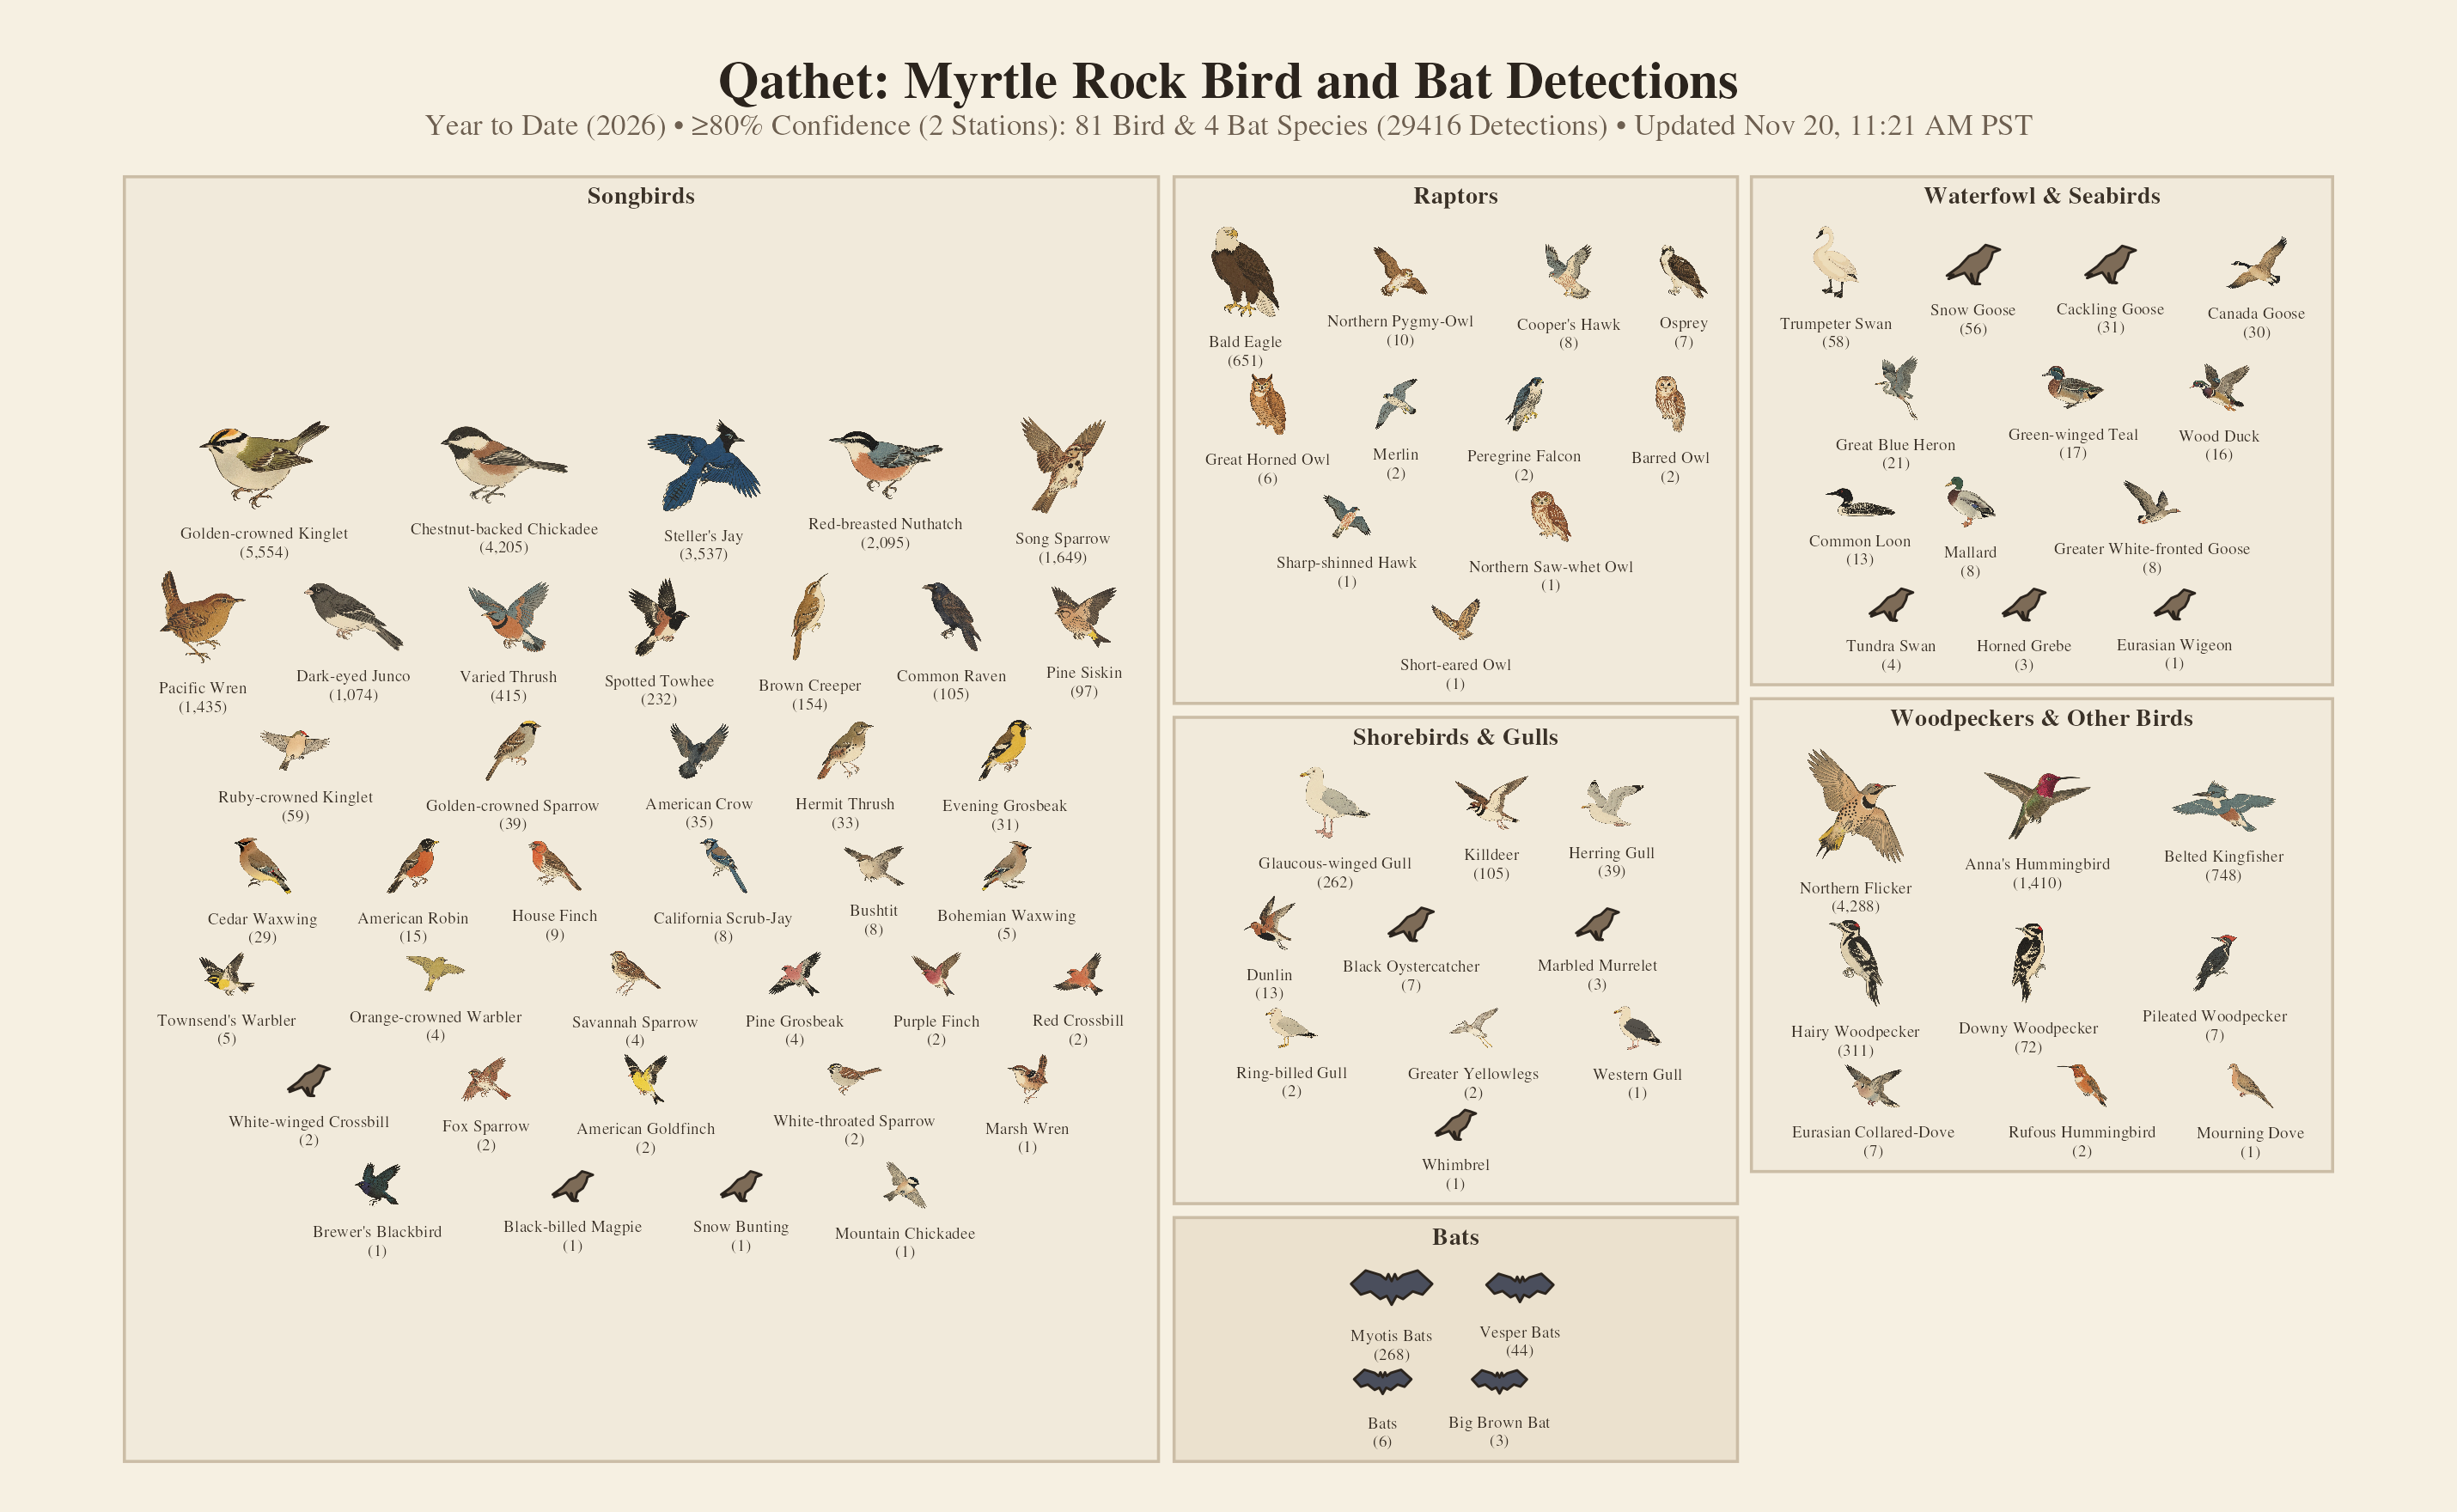 Qathet: Myrtle Rock Bird and Bat Detections
Year to Date (2026) • ≥80% Confidence (2 Stations): 81 Bird & 4 Bat Species (29416 Detections) • Updated Nov 20, 11:21 AM PST
Songbirds
Golden-crowned Kinglet
(5,554)
Chestnut-backed Chickadee
(4,205)
Steller's Jay
(3,537)
Red-breasted Nuthatch
(2,095)
Song Sparrow
(1,649)
Pacific Wren
(1,435)
Dark-eyed Junco
(1,074)
Varied Thrush
(415)
Spotted Towhee
(232)
Brown Creeper
(154)
Common Raven
(105)
Pine Siskin
(97)
Ruby-crowned Kinglet
(59)
Golden-crowned Sparrow
(39)
American Crow
(35)
Hermit Thrush
(33)
Evening Grosbeak
(31)
Cedar Waxwing
(29)
American Robin
(15)
House Finch
(9)
California Scrub-Jay
(8)
Bushtit
(8)
Bohemian Waxwing
(5)
Townsend's Warbler
(5)
Orange-crowned Warbler
(4)
Savannah Sparrow
(4)
Pine Grosbeak
(4)
Purple Finch
(2)
Red Crossbill
(2)
White-winged Crossbill
(2)
Fox Sparrow
(2)
American Goldfinch
(2)
White-throated Sparrow
(2)
Marsh Wren
(1)
Brewer's Blackbird
(1)
Black-billed Magpie
(1)
Snow Bunting
(1)
Mountain Chickadee
(1)
Raptors
Bald Eagle
(651)
Northern Pygmy-Owl
(10)
Cooper's Hawk
(8)
Osprey
(7)
Great Horned Owl
(6)
Merlin
(2)
Peregrine Falcon
(2)
Barred Owl
(2)
Sharp-shinned Hawk
(1)
Northern Saw-whet Owl
(1)
Short-eared Owl
(1)
Shorebirds & Gulls
Glaucous-winged Gull
(262)
Killdeer
(105)
Herring Gull
(39)
Dunlin
(13)
Black Oystercatcher
(7)
Marbled Murrelet
(3)
Ring-billed Gull
(2)
Greater Yellowlegs
(2)
Western Gull
(1)
Whimbrel
(1)
Bats
Myotis Bats
(268)
Vesper Bats
(44)
Bats
(6)
Big Brown Bat
(3)
Waterfowl & Seabirds
Trumpeter Swan
(58)
Snow Goose
(56)
Cackling Goose
(31)
Canada Goose
(30)
Great Blue Heron
(21)
Green-winged Teal
(17)
Wood Duck
(16)
Common Loon
(13)
Mallard
(8)
Greater White-fronted Goose
(8)
Tundra Swan
(4)
Horned Grebe
(3)
Eurasian Wigeon
(1)
Woodpeckers & Other Birds
Northern Flicker
(4,288)
Anna's Hummingbird
(1,410)
Belted Kingfisher
(748)
Hairy Woodpecker
(311)
Downy Woodpecker
(72)
Pileated Woodpecker
(7)
Eurasian Collared-Dove
(7)
Rufous Hummingbird
(2)
Mourning Dove
(1)